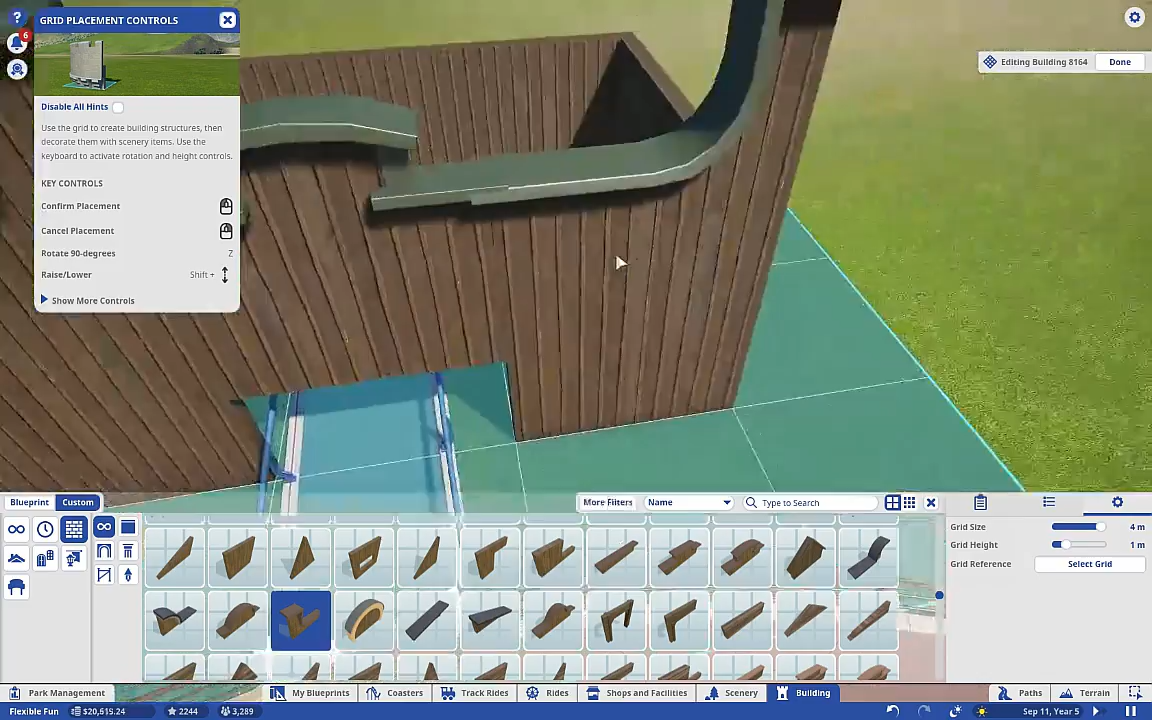 ?
GRID PLACEMENT CONTROLS
6
Disable All Hints
Use the grid to create building structures, then
decorate them with scenery items. Use the
keyboard to activate rotation and height controls.
KEY CONTROLS
Confirm Placement
Cancel Placement
Rotate 90-degrees Z
Raise/Lower Shift +
Show More Controls
Editing Building 8164 Done
Blueprint Custom More Filters Name Type to Search
Grid Size 4 m
Grid Height 1 m
Grid Reference Select Grid
Park Management My Blueprints Coasters Track Rides Rides Shops and Facilities Scenery Building Paths Terrain
Flexible Fun $20,615.24 2244 3,289 Sep 11, Year 5